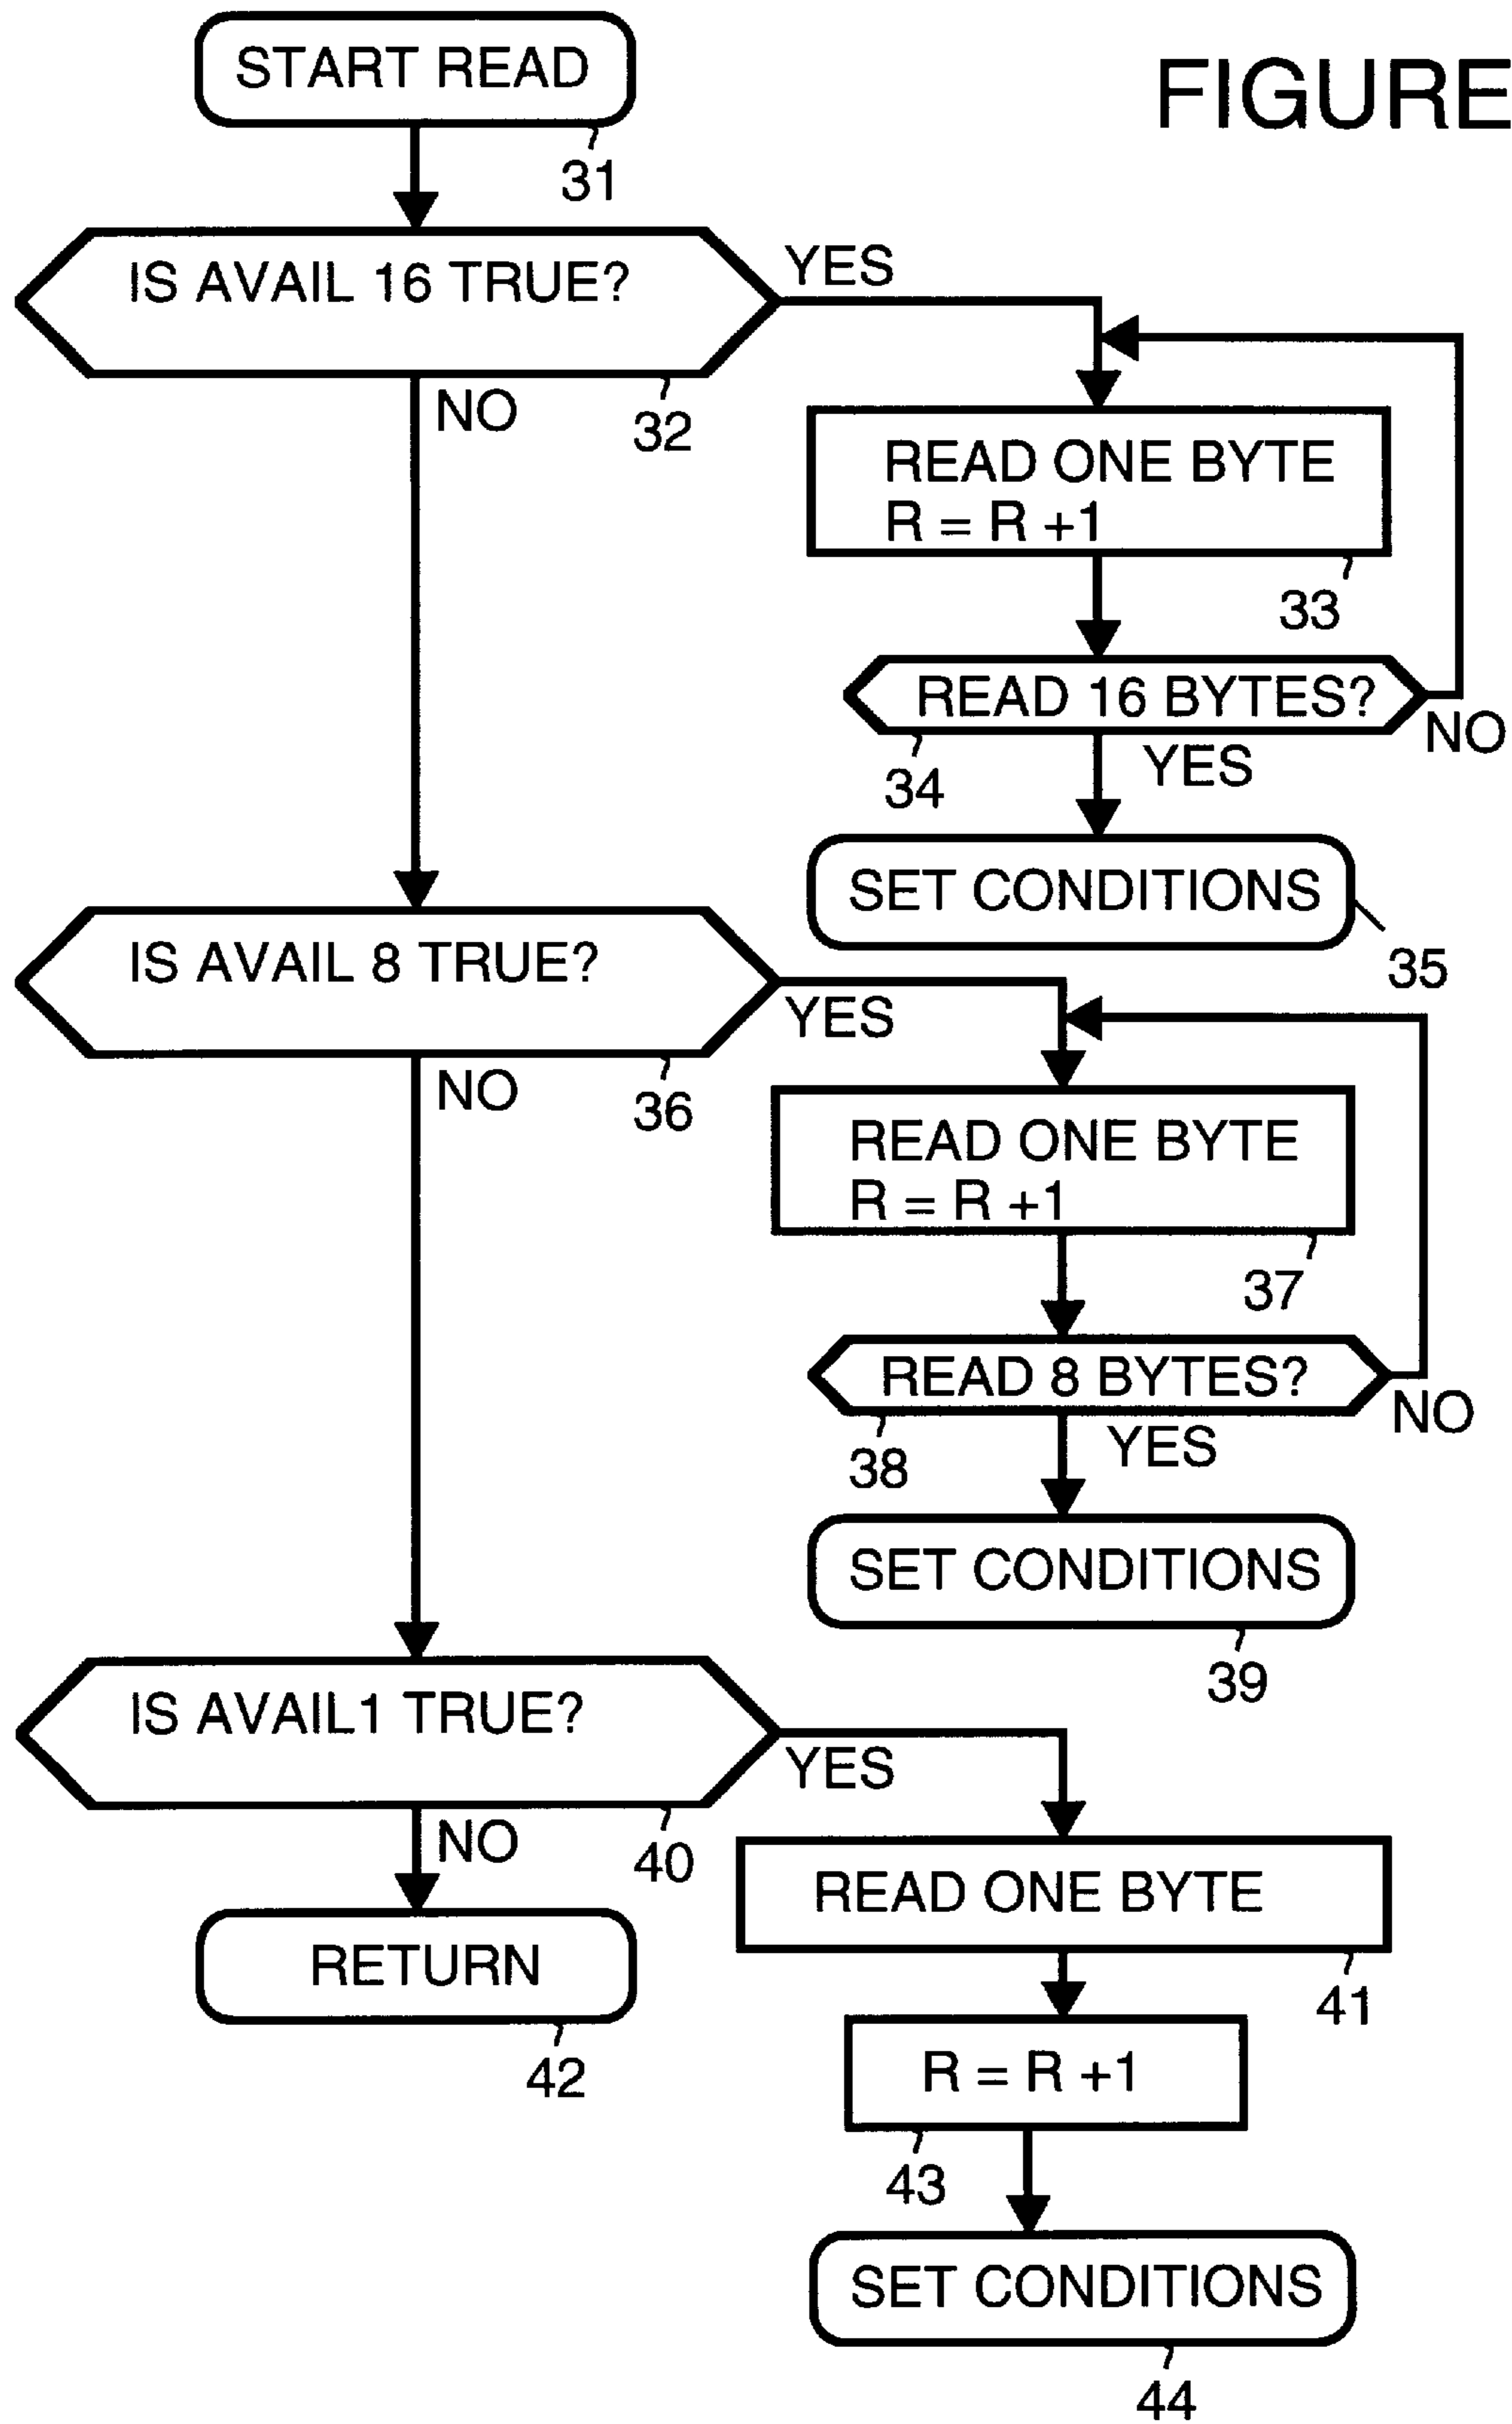 START READ
FIGURE
31
IS AVAIL 16 TRUE?
YES
NO
32
READ ONE BYTE
R = R +1
33
READ 16 BYTES?
NO
34
YES
SET CONDITIONS
35
IS AVAIL 8 TRUE?
YES
NO
36
READ ONE BYTE
R = R +1
37
READ 8 BYTES?
NO
38
YES
SET CONDITIONS
39
IS AVAIL1 TRUE?
YES
NO
40
READ ONE BYTE
41
RETURN
42
R = R +1
43
SET CONDITIONS
44